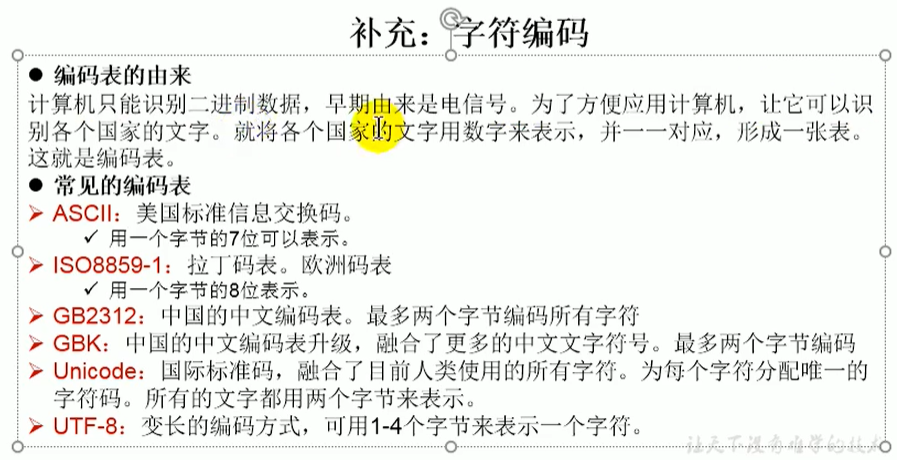 补充：字符编码
● 编码表的由来
计算机只能识别二进制数据，早期由来是电信号。为了方便应用计算机，让它可以识
别各个国家的文字。就将各个国家的文字用数字来表示，并一一对应，形成一张表。
这就是编码表。
● 常见的编码表
➢ ASCII：美国标准信息交换码。
✓ 用一个字节的7位可以表示。
➢ ISO8859-1：拉丁码表。欧洲码表
✓ 用一个字节的8位表示。
➢ GB2312：中国的中文编码表。最多两个字节编码所有字符
➢ GBK：中国的中文编码表升级，融合了更多的中文文字符号。最多两个字节编码
➢ Unicode：国际标准码，融合了目前人类使用的所有字符。为每个字符分配唯一的
字符码。所有的文字都用两个字节来表示。
➢ UTF-8：变长的编码方式，可用1-4个字节来表示一个字符。
让天下没有难学的技术